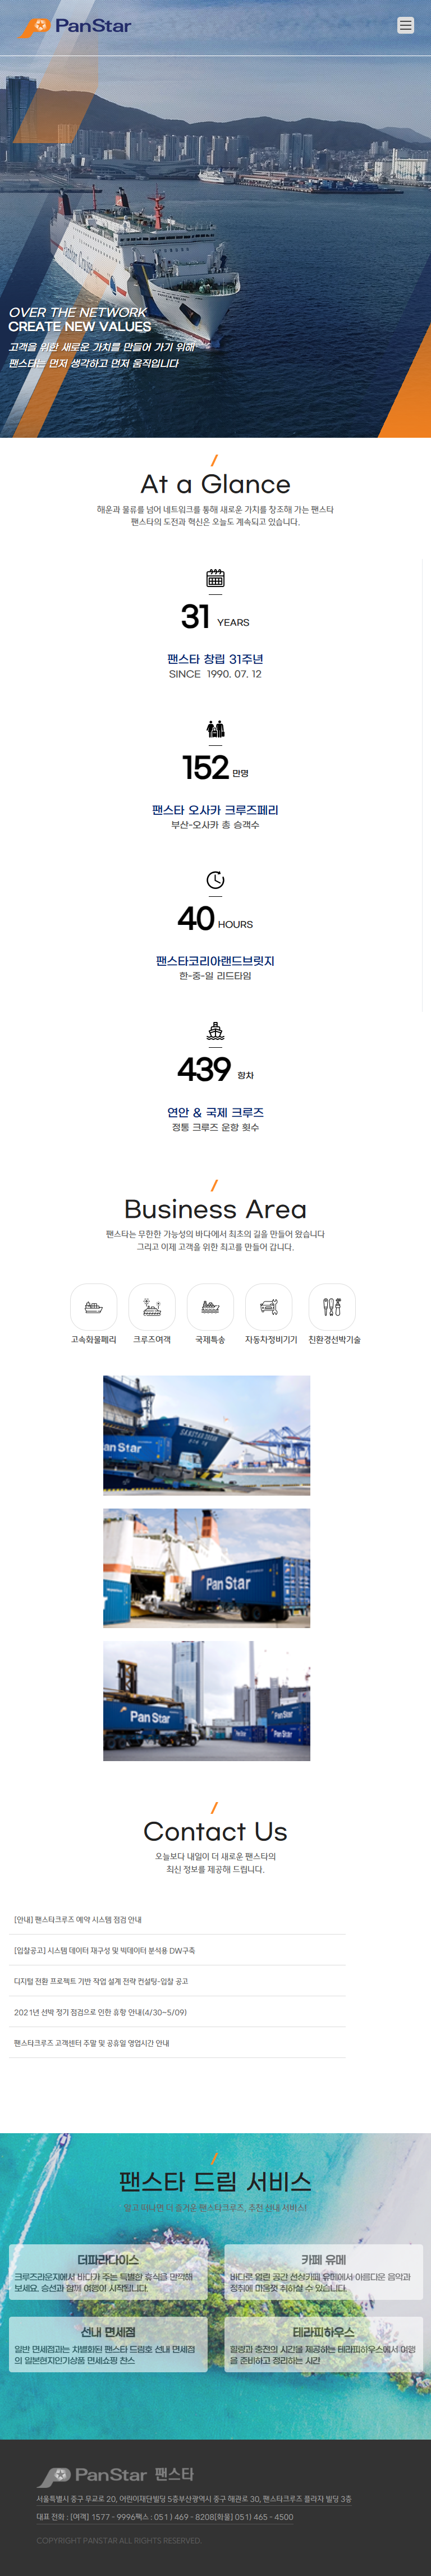 PanStar
OVER THE NETWORK
CREATE NEW VALUES
고객을 위한 새로운 가치를 만들어 가기 위해
팬스타는 먼저 생각하고 먼저 움직입니다
At a Glance
해운과 물류를 넘어 네트워크를 통해 새로운 가치를 창조해 가는 팬스타
팬스타의 도전과 혁신은 오늘도 계속되고 있습니다.
31 YEARS
팬스타 창립 31주년
SINCE 1990. 07. 12
152 만명
팬스타 오사카 크루즈페리
부산-오사카 총 승객수
40 HOURS
팬스타코리아랜드브릿지
한-중-일 리드타임
439 항차
연안 & 국제 크루즈
정통 크루즈 운항 횟수
Business Area
팬스타는 무한한 가능성의 바다에서 최초의 길을 만들어 왔습니다
그리고 이제 고객을 위한 최고를 만들어 갑니다.
고속화물페리 크루즈여객 국제특송 자동차정비기기 친환경선박기술
Pan Star
Pan Star
Contact Us
오늘보다 내일이 더 새로운 팬스타의
최신 정보를 제공해 드립니다.
[안내] 팬스타크루즈 예약 시스템 점검 안내
[입찰공고] 시스템 데이터 재구성 및 빅데이터 분석용 DW구축
디지털 전환 프로젝트 기반 작업 설계 전략 컨설팅-입찰 공고
2021년 선박 정기 점검으로 인한 휴항 안내(4/30~5/09)
팬스타크루즈 고객센터 주말 및 공휴일 영업시간 안내
팬스타 드림 서비스
알고 떠나면 더 즐거운 팬스타크루즈, 추천 선내 서비스!
더파라다이스
크루즈라운지에서 바다가 주는 특별한 휴식을 만끽해
보세요. 승선과 함께 여행이 시작됩니다.
카페 유메
바다로 열린 공간 선상카페 유메에서 아름다운 음악과
정취에 마음껏 취하실 수 있습니다.
선내 면세점
일반 면세점과는 차별화된 팬스타 드림호 선내 면세점
의 일본현지인기상품 면세쇼핑 찬스
테라피하우스
힐링과 충전의 시간을 제공하는 테라피하우스에서 여행
을 준비하고 정리하는 시간
PanStar 팬스타
서울특별시 중구 무교로 20, 어린이재단빌딩 5층부산광역시 중구 해관로 30, 팬스타크루즈 플라자 빌딩 3층
대표 전화 : [여객] 1577 - 9996팩스 : 051 ) 469 - 8208[화물] 051) 465 - 4500
COPYRIGHT PANSTAR ALL RIGHTS RESERVED.